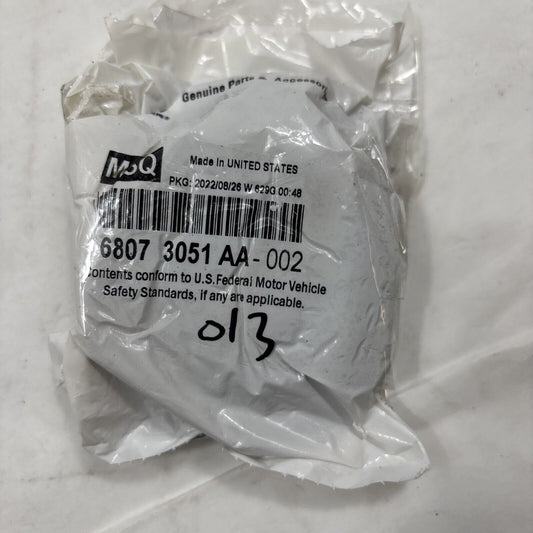 Genuine Parts
Made In UNITED STATES
PKG: 2022/08/26 W 629G 00:48
6807 3051 AA-002
Contents conform to U.S. Federal Motor Vehicle
Safety Standards, if any are applicable.
013